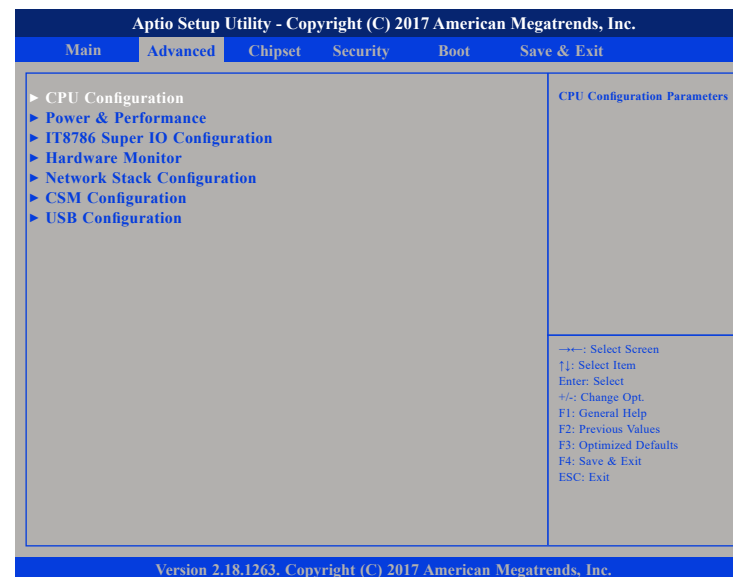 Aptio Setup Utility - Copyright (C) 2017 American Megatrends, Inc.
Main Advanced Chipset Security Boot Save & Exit
► CPU Configuration
► Power & Performance
► IT8786 Super IO Configuration
► Hardware Monitor
► Network Stack Configuration
► CSM Configuration
► USB Configuration
CPU Configuration Parameters
→←: Select Screen
↑↓: Select Item
Enter: Select
+/-: Change Opt.
F1: General Help
F2: Previous Values
F3: Optimized Defaults
F4: Save & Exit
ESC: Exit
Version 2.18.1263. Copyright (C) 2017 American Megatrends, Inc.